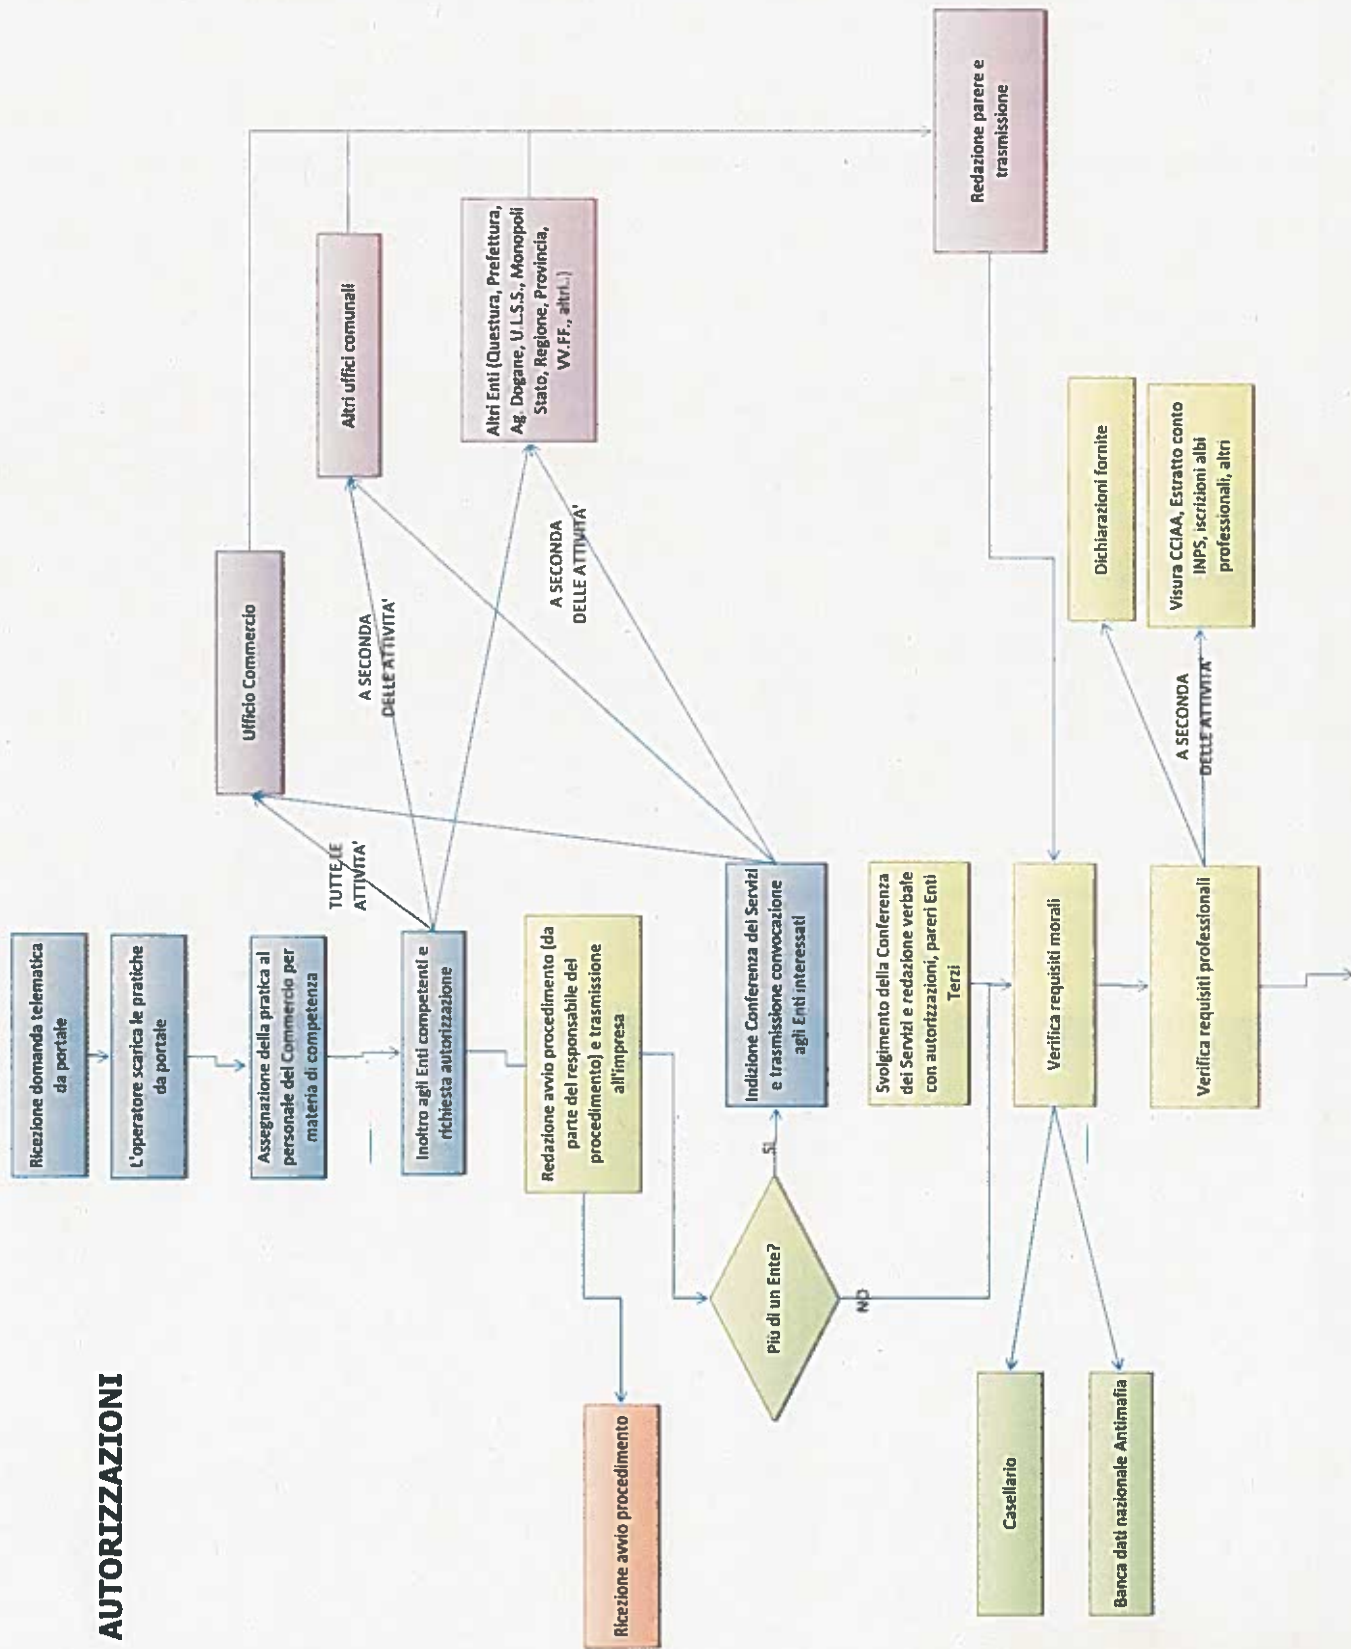 AUTORIZZAZIONI
Ricezione domanda telematica
da portale
L'operatore scarica le pratiche
da portale
Assegnazione della pratica al
personale del Commercio per
materia di competenza
Inoltro agli Enti competenti e
richiesta autorizzazione
TUTTE LE
ATTIVITA'
Ufficio Commercio
A SECONDA
DELLE ATTIVITA'
Altri uffici comunali
A SECONDA
DELLE ATTIVITA'
Altri Enti (Questura, Prefettura,
Ag. Dogane, U.L.S.S., Monopoli
Stato, Regione, Provincia,
VV.FF., altri..)
Redazione avvio procedimento (da
parte del responsabile del
procedimento) e trasmissione
all'impresa
Ricezione avvio procedimento
Più di un Ente?
SI
NO
Indizione Conferenza dei Servizi
e trasmissione convocazione
agli Enti interessati
Svolgimento della Conferenza
dei Servizi e redazione verbale
con autorizzazioni, pareri Enti
Terzi
Redazione parere e
trasmissione
Verifica requisiti morali
Casellario
Banca dati nazionale Antimafia
Verifica requisiti professionali
Dichiarazioni fornite
A SECONDA
DELLE ATTIVITA'
Visura CCIAA, Estratto conto
INPS, iscrizioni albi
professionali, altri